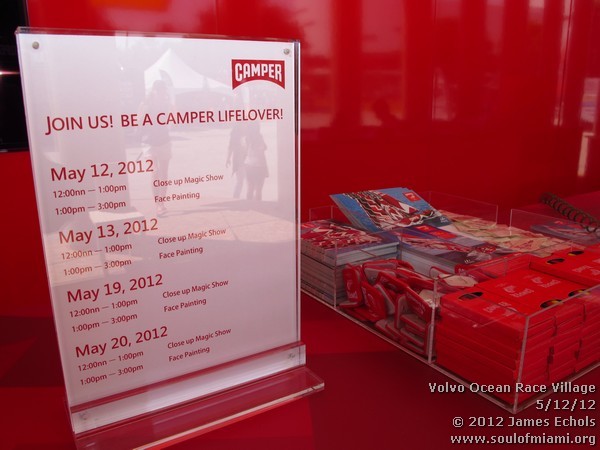 CAMPER
JOIN US! BE A CAMPER LIFELOVER!
May 12, 2012
12:00nn — 1:00pm Close up Magic Show
1:00pm — 3:00pm Face Painting
May 13, 2012
12:00nn — 1:00pm Close up Magic Show
1:00pm — 3:00pm Face Painting
May 19, 2012
12:00nn — 1:00pm Close up Magic Show
1:00pm — 3:00pm Face Painting
May 20, 2012
12:00nn — 1:00pm Close up Magic Show
1:00pm — 3:00pm Face Painting
Volvo Ocean Race Village
5/12/12
© 2012 James Echols
www.soulofmiami.org